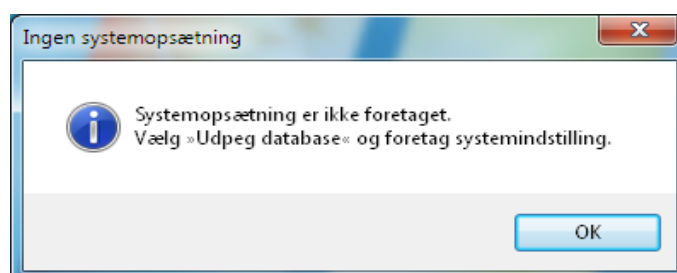 Ingen systemopsætning
Systemopsætning er ikke foretaget.
Vælg »Udpeg database« og foretag systemindstilling.
OK